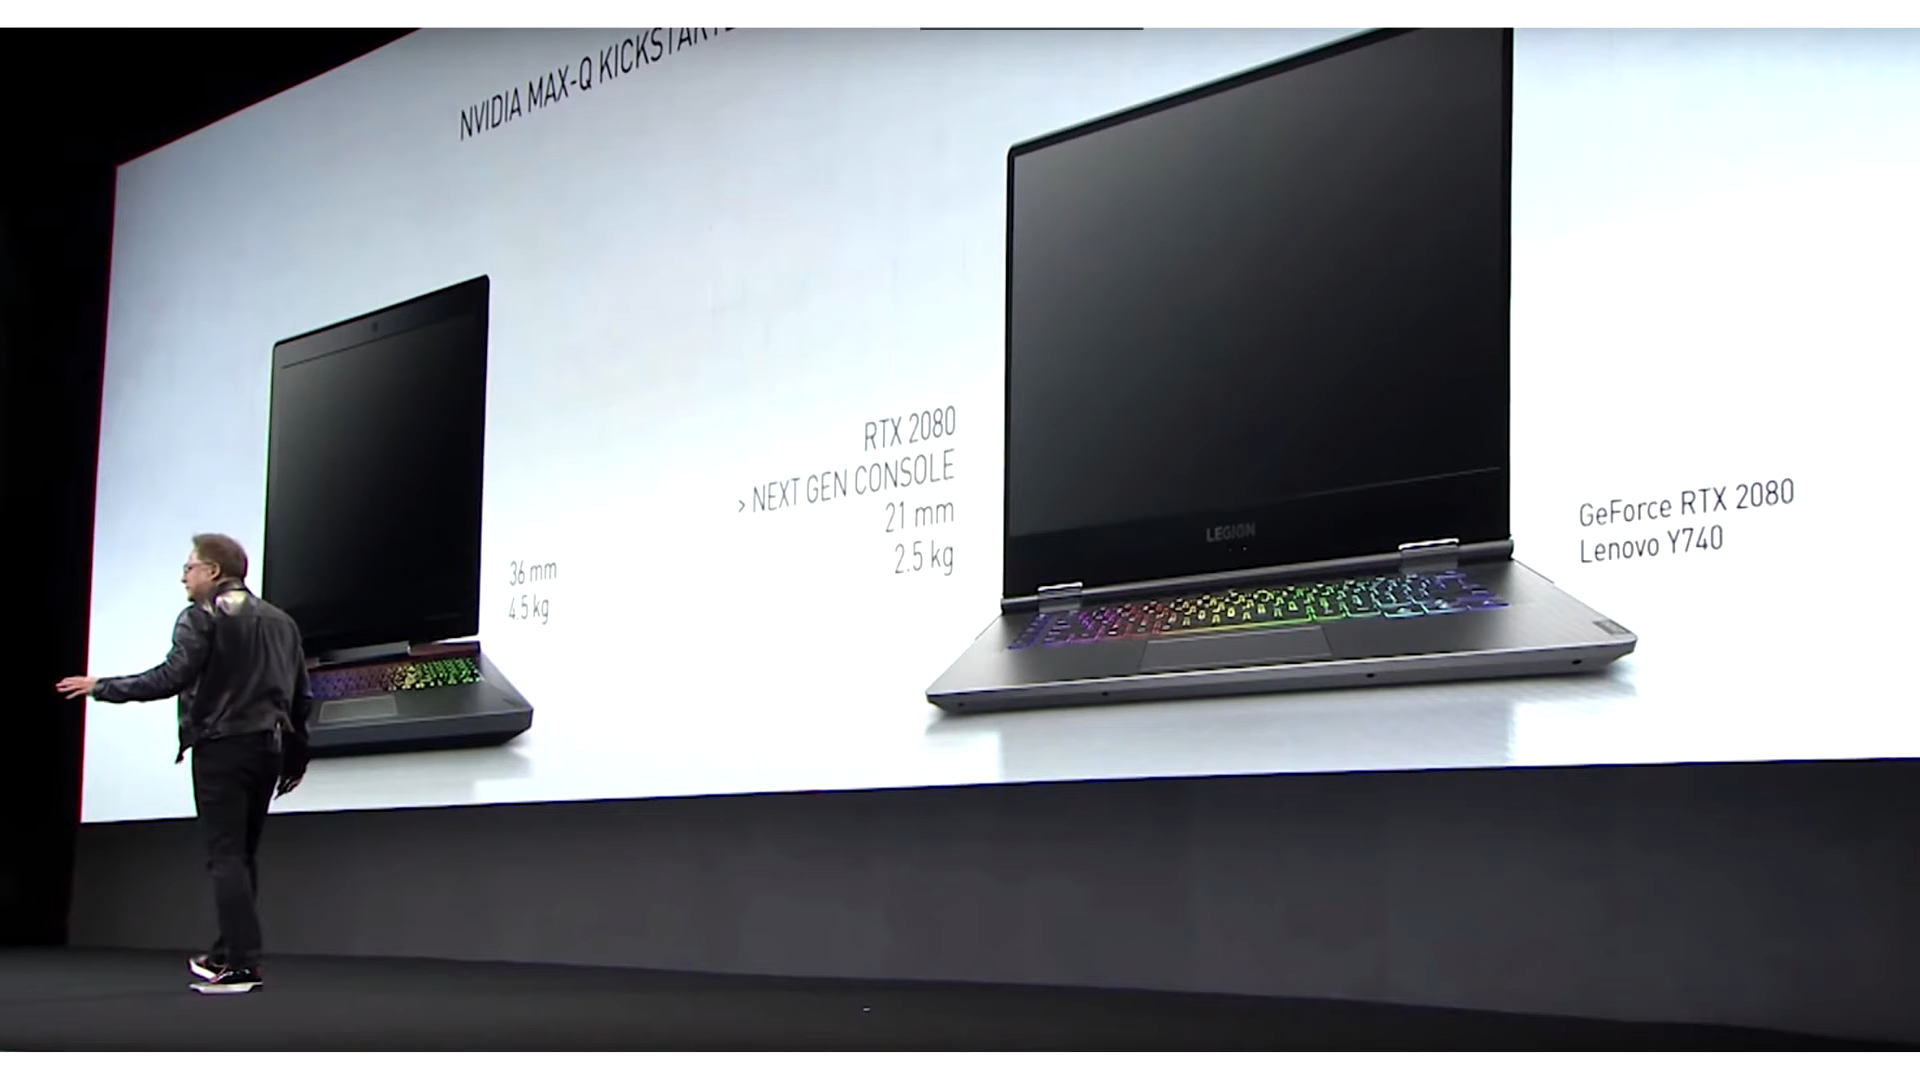 NVIDIA MAX-Q
36 mm
4.5 kg
RTX 2080
> NEXT GEN CONSOLE
21 mm
2.5 kg
LEGION
GeForce RTX 2080
Lenovo Y740